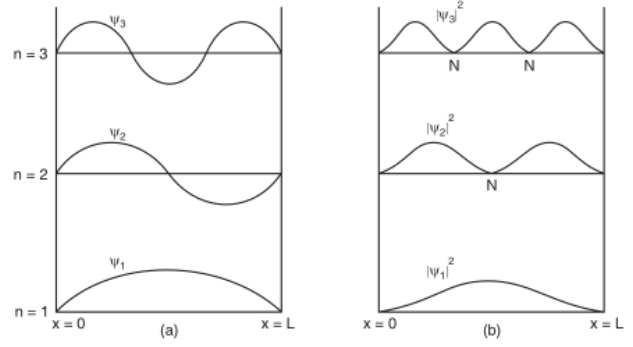 ψ₃
n = 3
ψ₂
n = 2
ψ₁
n = 1
x = 0
(a)
x = L
|ψ₃|²
N
N
|ψ₂|²
N
|ψ₁|²
x = 0
(b)
x = L